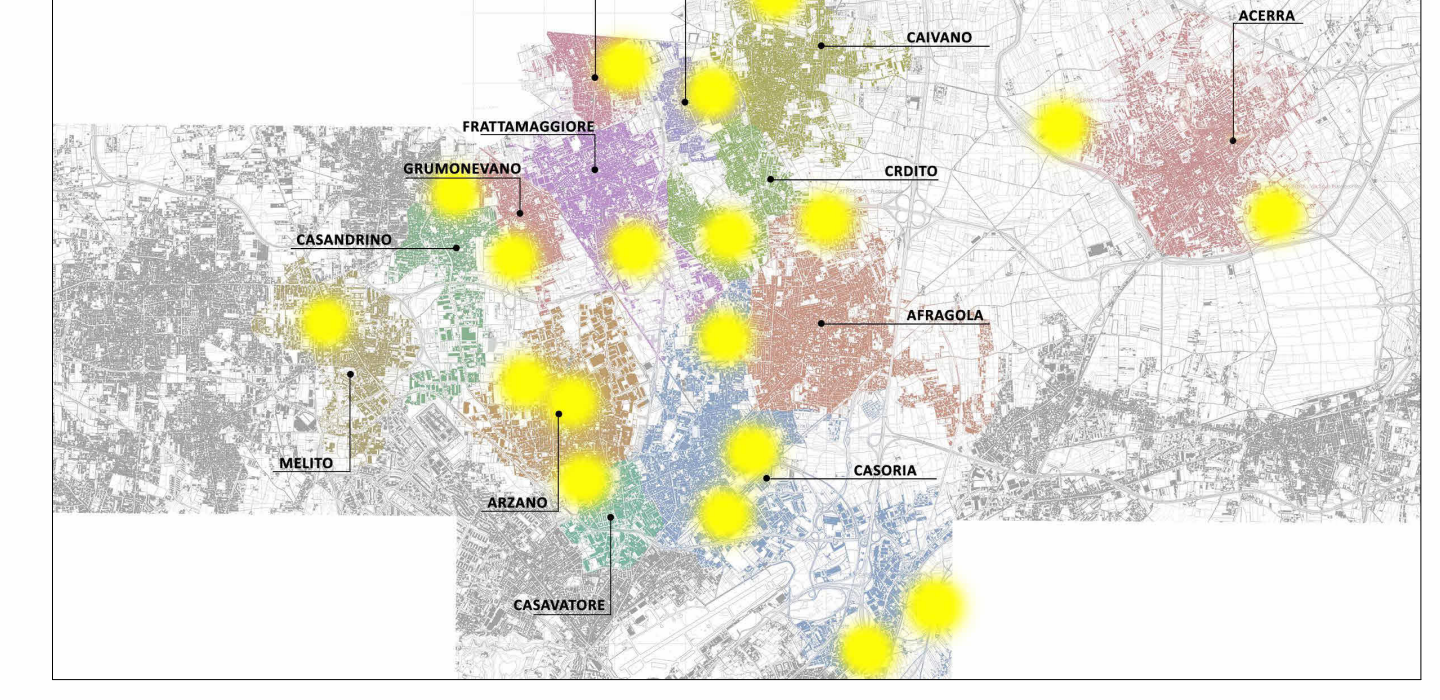 ACERRA
CAIVANO
FRATTAMAGGIORE
GRUMONEVANO
CRDITO
CASANDRINO
AFRAGOLA
MELITO
CASORIA
ARZANO
CASAVATORE